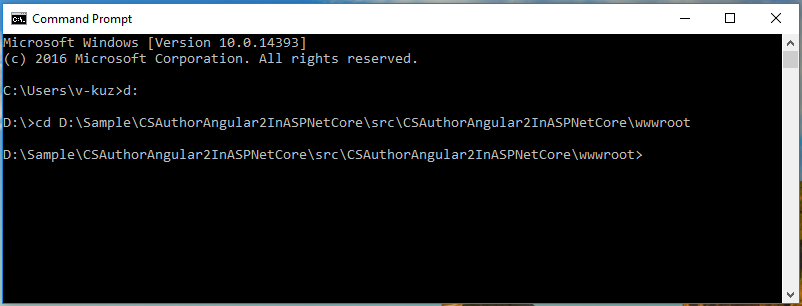 Command Prompt
Microsoft Windows [Version 10.0.14393]
(c) 2016 Microsoft Corporation. All rights reserved.
C:\Users\v-kuz>d:
D:\>cd D:\Sample\CSAuthorAngular2InASPNetCore\src\CSAuthorAngular2InASPNetCore\wwwroot
D:\Sample\CSAuthorAngular2InASPNetCore\src\CSAuthorAngular2InASPNetCore\wwwroot>